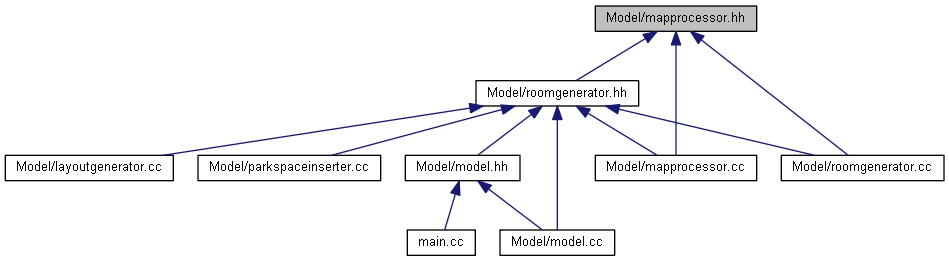 Model/mapprocessor.hh
Model/roomgenerator.hh
Model/layoutgenerator.cc
Model/parkspaceinserter.cc
Model/model.hh
Model/mapprocessor.cc
Model/roomgenerator.cc
main.cc
Model/model.cc